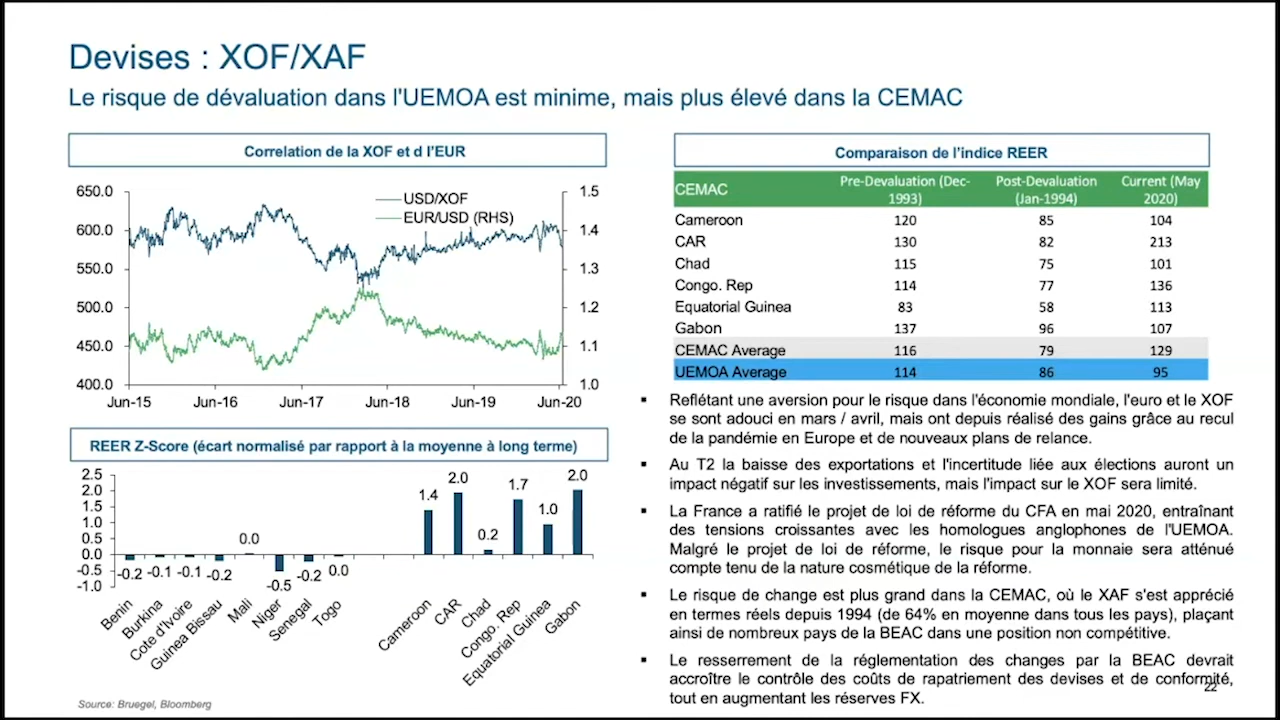 Devises : XOF/XAF
Le risque de dévaluation dans l'UEMOA est minime, mais plus élevé dans la CEMAC
Correlation de la XOF et d l'EUR
650.0
600.0
550.0
500.0
450.0
400.0
USD/XOF
EUR/USD (RHS)
1.5
1.4
1.3
1.2
1.1
1.0
Jun-15 Jun-16 Jun-17 Jun-18 Jun-19 Jun-20
REER Z-Score (écart normalisé par rapport à la moyenne à long terme)
2.5
2.0
1.5
1.0
0.5
0.0
-0.5
-1.0
-0.2 -0.1 -0.1 -0.2 0.0 -0.5 -0.2 0.0 1.4 2.0 0.2 1.7 1.0 2.0
Benin
Burkina
Cote d'Ivoire
Guinea Bissau
Mali
Niger
Senegal
Togo
Cameroon
CAR
Chad
Congo. Rep
Equatorial Guinea
Gabon
Source: Bruegel, Bloomberg
Comparaison de l'indice REER
CEMAC Pre-Devaluation (Dec-1993) Post-Devaluation (Jan-1994) Current (May 2020)
Cameroon 120 85 104
CAR 130 82 213
Chad 115 75 101
Congo. Rep 114 77 136
Equatorial Guinea 83 58 113
Gabon 137 96 107
CEMAC Average 116 79 129
UEMOA Average 114 86 95
▪ Reflétant une aversion pour le risque dans l'économie mondiale, l'euro et le XOF
se sont adouci en mars / avril, mais ont depuis réalisé des gains grâce au recul
de la pandémie en Europe et de nouveaux plans de relance.
▪ Au T2 la baisse des exportations et l'incertitude liée aux élections auront un
impact négatif sur les investissements, mais l'impact sur le XOF sera limité.
▪ La France a ratifié le projet de loi de réforme du CFA en mai 2020, entraînant
des tensions croissantes avec les homologues anglophones de l'UEMOA.
Malgré le projet de loi de réforme, le risque pour la monnaie sera atténué
compte tenu de la nature cosmétique de la réforme.
▪ Le risque de change est plus grand dans la CEMAC, où le XAF s'est apprécié
en termes réels depuis 1994 (de 64% en moyenne dans tous les pays), plaçant
ainsi de nombreux pays de la BEAC dans une position non compétitive.
▪ Le resserrement de la réglementation des changes par la BEAC devrait
accroître le contrôle des coûts de rapatriement des devises et de conformité,
tout en augmentant les réserves FX.
22